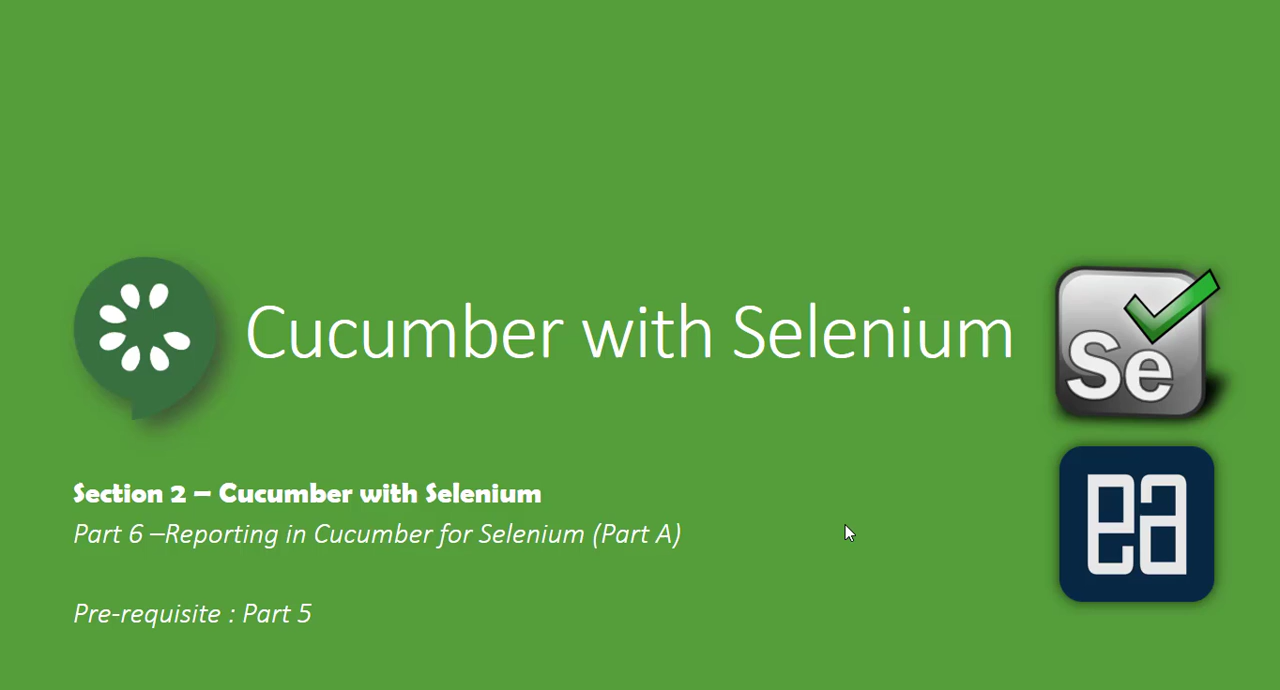 Cucumber with Selenium
Se
ea
Section 2 – Cucumber with Selenium
Part 6 –Reporting in Cucumber for Selenium (Part A)
Pre-requisite : Part 5